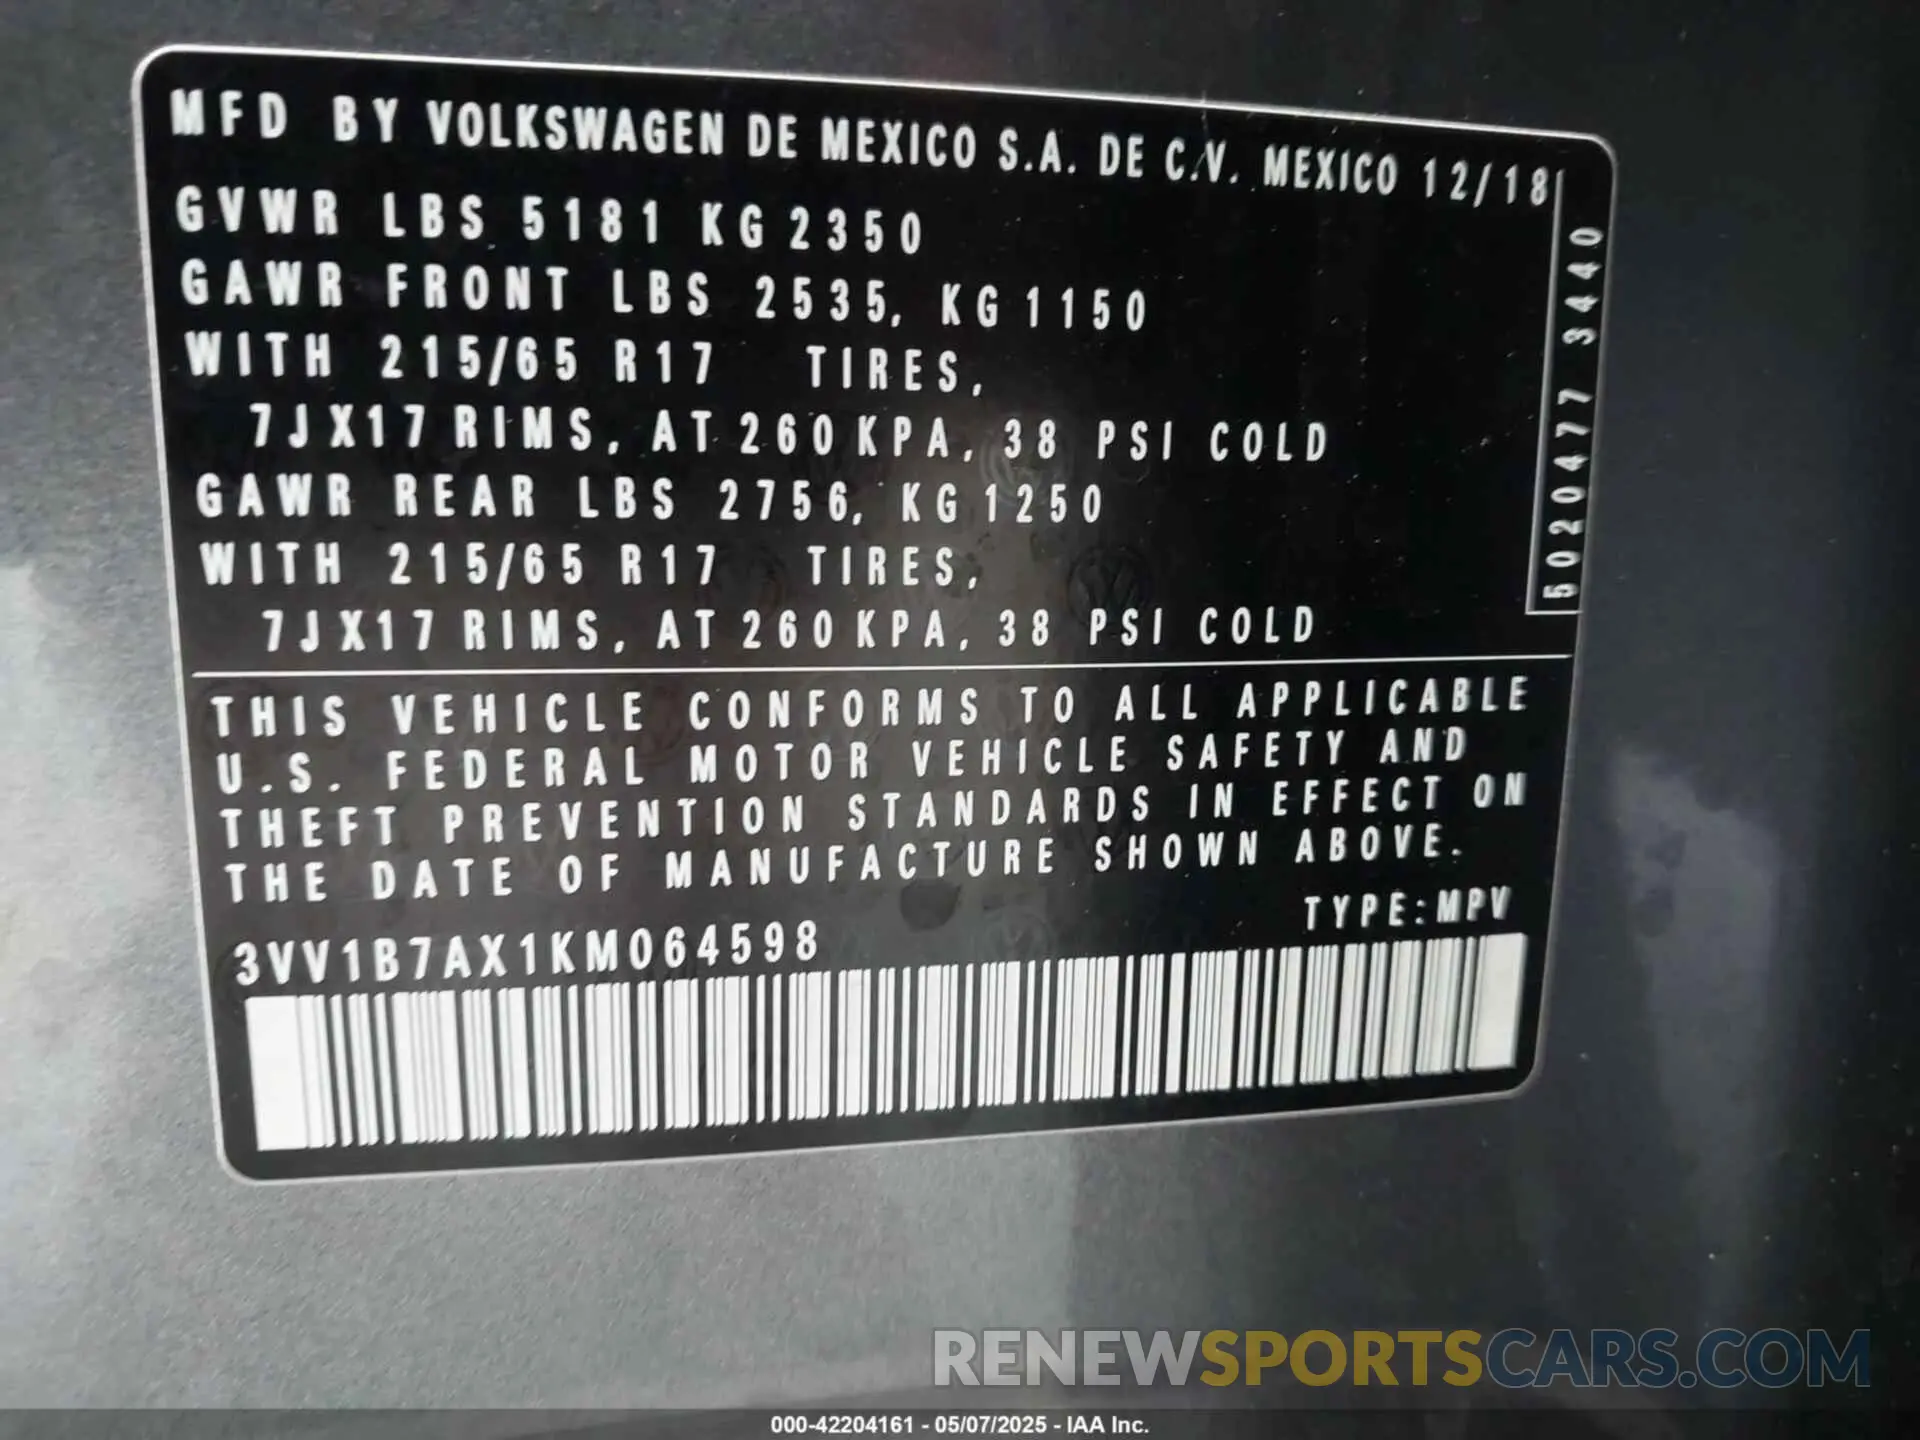 MFD BY VOLKSWAGEN DE MEXICO S.A. DE C.V. MEXICO 12/18
GVWR LBS 5181 KG 2350
GAWR FRONT LBS 2535, KG 1150
WITH 215/65 R17 TIRES,
7JX17 RIMS, AT 260 KPA, 38 PSI COLD
GAWR REAR LBS 2756, KG 1250
WITH 215/65 R17 TIRES,
7JX17 RIMS, AT 260 KPA, 38 PSI COLD
5020477 3440
THIS VEHICLE CONFORMS TO ALL APPLICABLE
U.S. FEDERAL MOTOR VEHICLE SAFETY AND
THEFT PREVENTION STANDARDS IN EFFECT ON
THE DATE OF MANUFACTURE SHOWN ABOVE.
TYPE:MPV
3VV1B7AX1KM064598
RENEWSPORTSCARS.COM
000-42204161 - 05/07/2025 - IAA Inc.